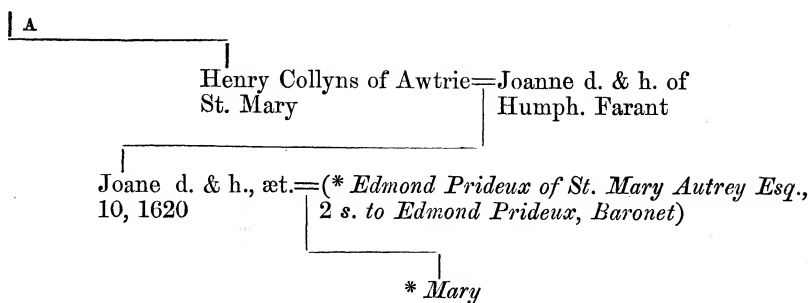 A
Henry Collyns of Awtrie=Joanne d. & h. of
St. Mary Humph. Farant
Joane d. & h., æt.=(* Edmond Prideux of St. Mary Autrey Esq.,
10, 1620 2 s. to Edmond Prideux, Baronet)
* Mary